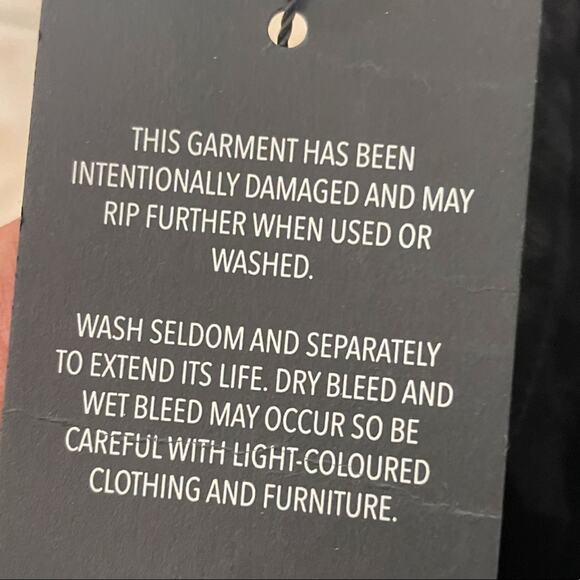 THIS GARMENT HAS BEEN
INTENTIONALLY DAMAGED AND MAY
RIP FURTHER WHEN USED OR
WASHED.
WASH SELDOM AND SEPARATELY
TO EXTEND ITS LIFE. DRY BLEED AND
WET BLEED MAY OCCUR SO BE
CAREFUL WITH LIGHT-COLOURED
CLOTHING AND FURNITURE.